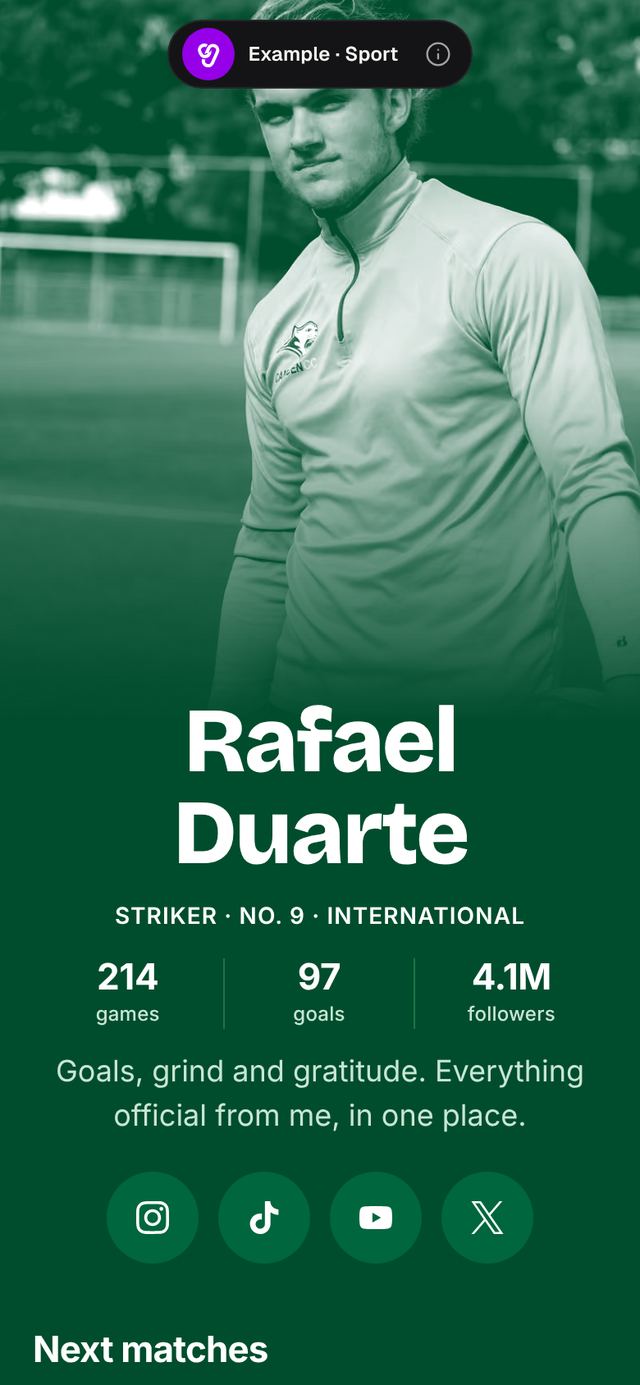 Example · Sport
CC
Rafael
Duarte
STRIKER · NO. 9 · INTERNATIONAL
214
97
4.1M
games
goals
followers
Goals, grind and gratitude. Everything
official from me, in one place.
Next matches